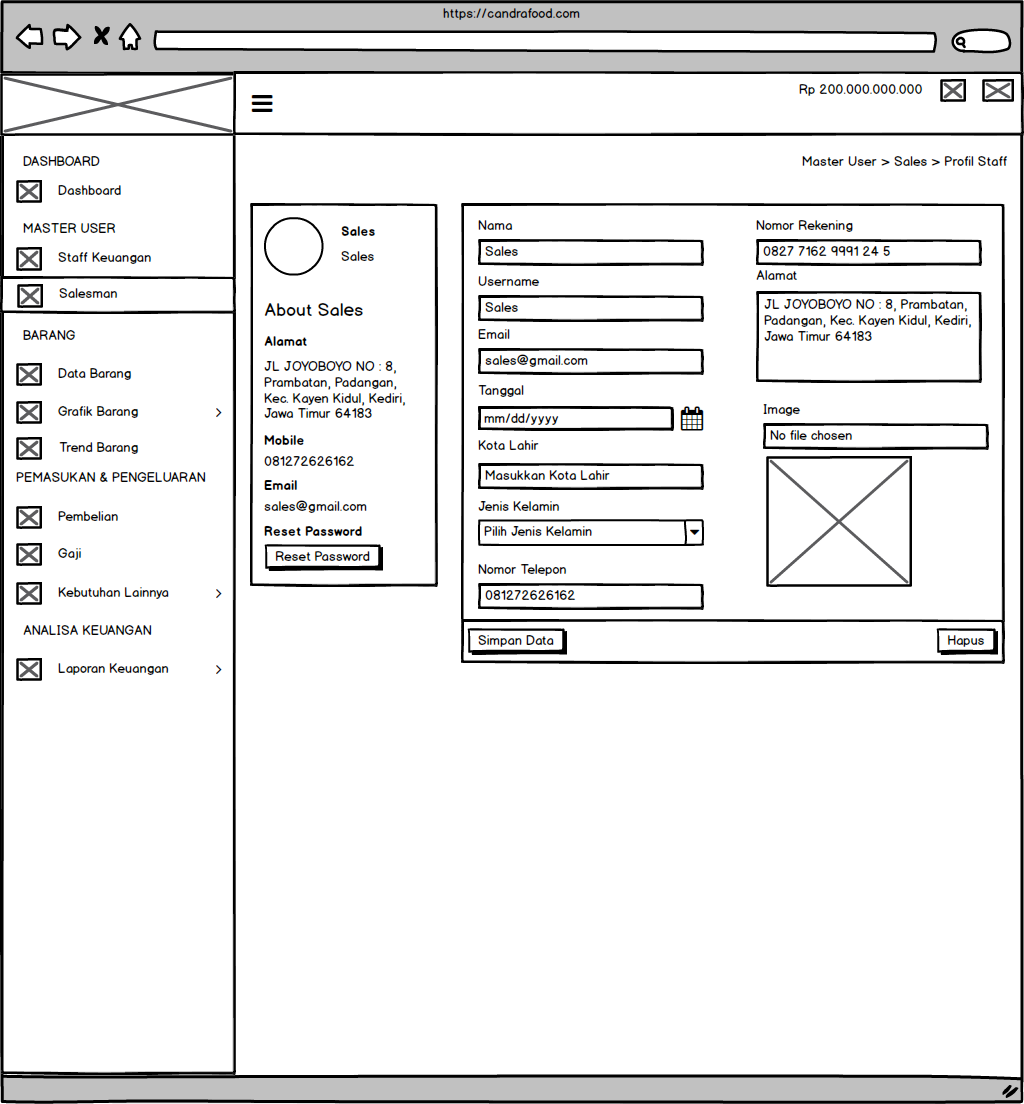 https://candrafood.com
Rp 200.000.000.000
DASHBOARD
Dashboard
MASTER USER
Staff Keuangan
Salesman
BARANG
Data Barang
Grafik Barang
Trend Barang
PEMASUKAN & PENGELUARAN
Pembelian
Gaji
Kebutuhan Lainnya
ANALISA KEUANGAN
Laporan Keuangan
Master User > Sales > Profil Staff
Sales
Sales
About Sales
Alamat
JL JOYOBOYO NO : 8,
Prambatan, Padangan,
Kec. Kayen Kidul, Kediri,
Jawa Timur 64183
Mobile
081272626162
Email
sales@gmail.com
Reset Password
Reset Password
Nama
Sales
Username
Sales
Email
sales@gmail.com
Tanggal
mm/dd/yyyy
Kota Lahir
Masukkan Kota Lahir
Jenis Kelamin
Pilih Jenis Kelamin
Nomor Telepon
081272626162
Nomor Rekening
0827 7162 9991 24 5
Alamat
JL JOYOBOYO NO : 8, Prambatan,
Padangan, Kec. Kayen Kidul, Kediri,
Jawa Timur 64183
Image
No file chosen
Simpan Data
Hapus